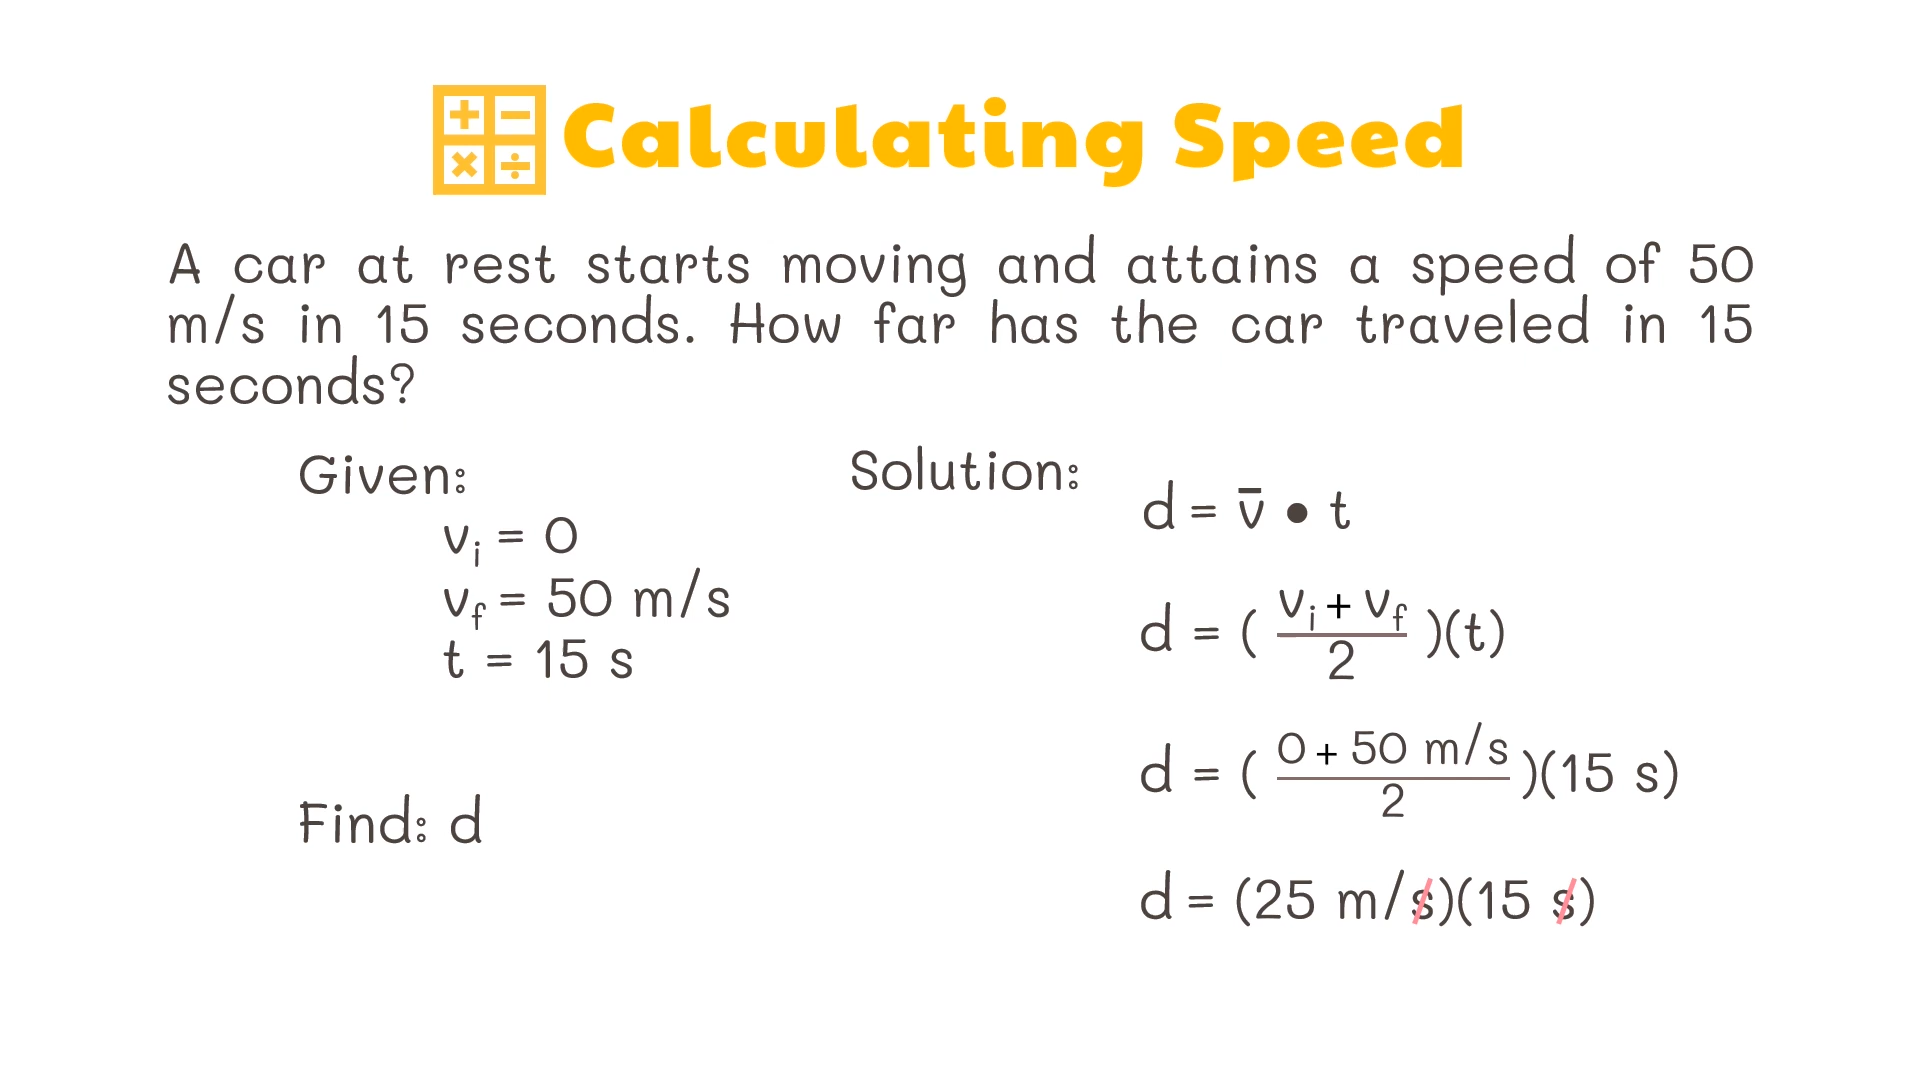 Calculating Speed
A car at rest starts moving and attains a speed of 50
m/s in 15 seconds. How far has the car traveled in 15
seconds?
Given:
vᵢ = 0
v_f = 50 m/s
t = 15 s
Find: d
Solution:
d = v̄ • t
d = ( (vᵢ + v_f)/2 )(t)
d = ( (0 + 50 m/s)/2 )(15 s)
d = (25 m/s)(15 s)